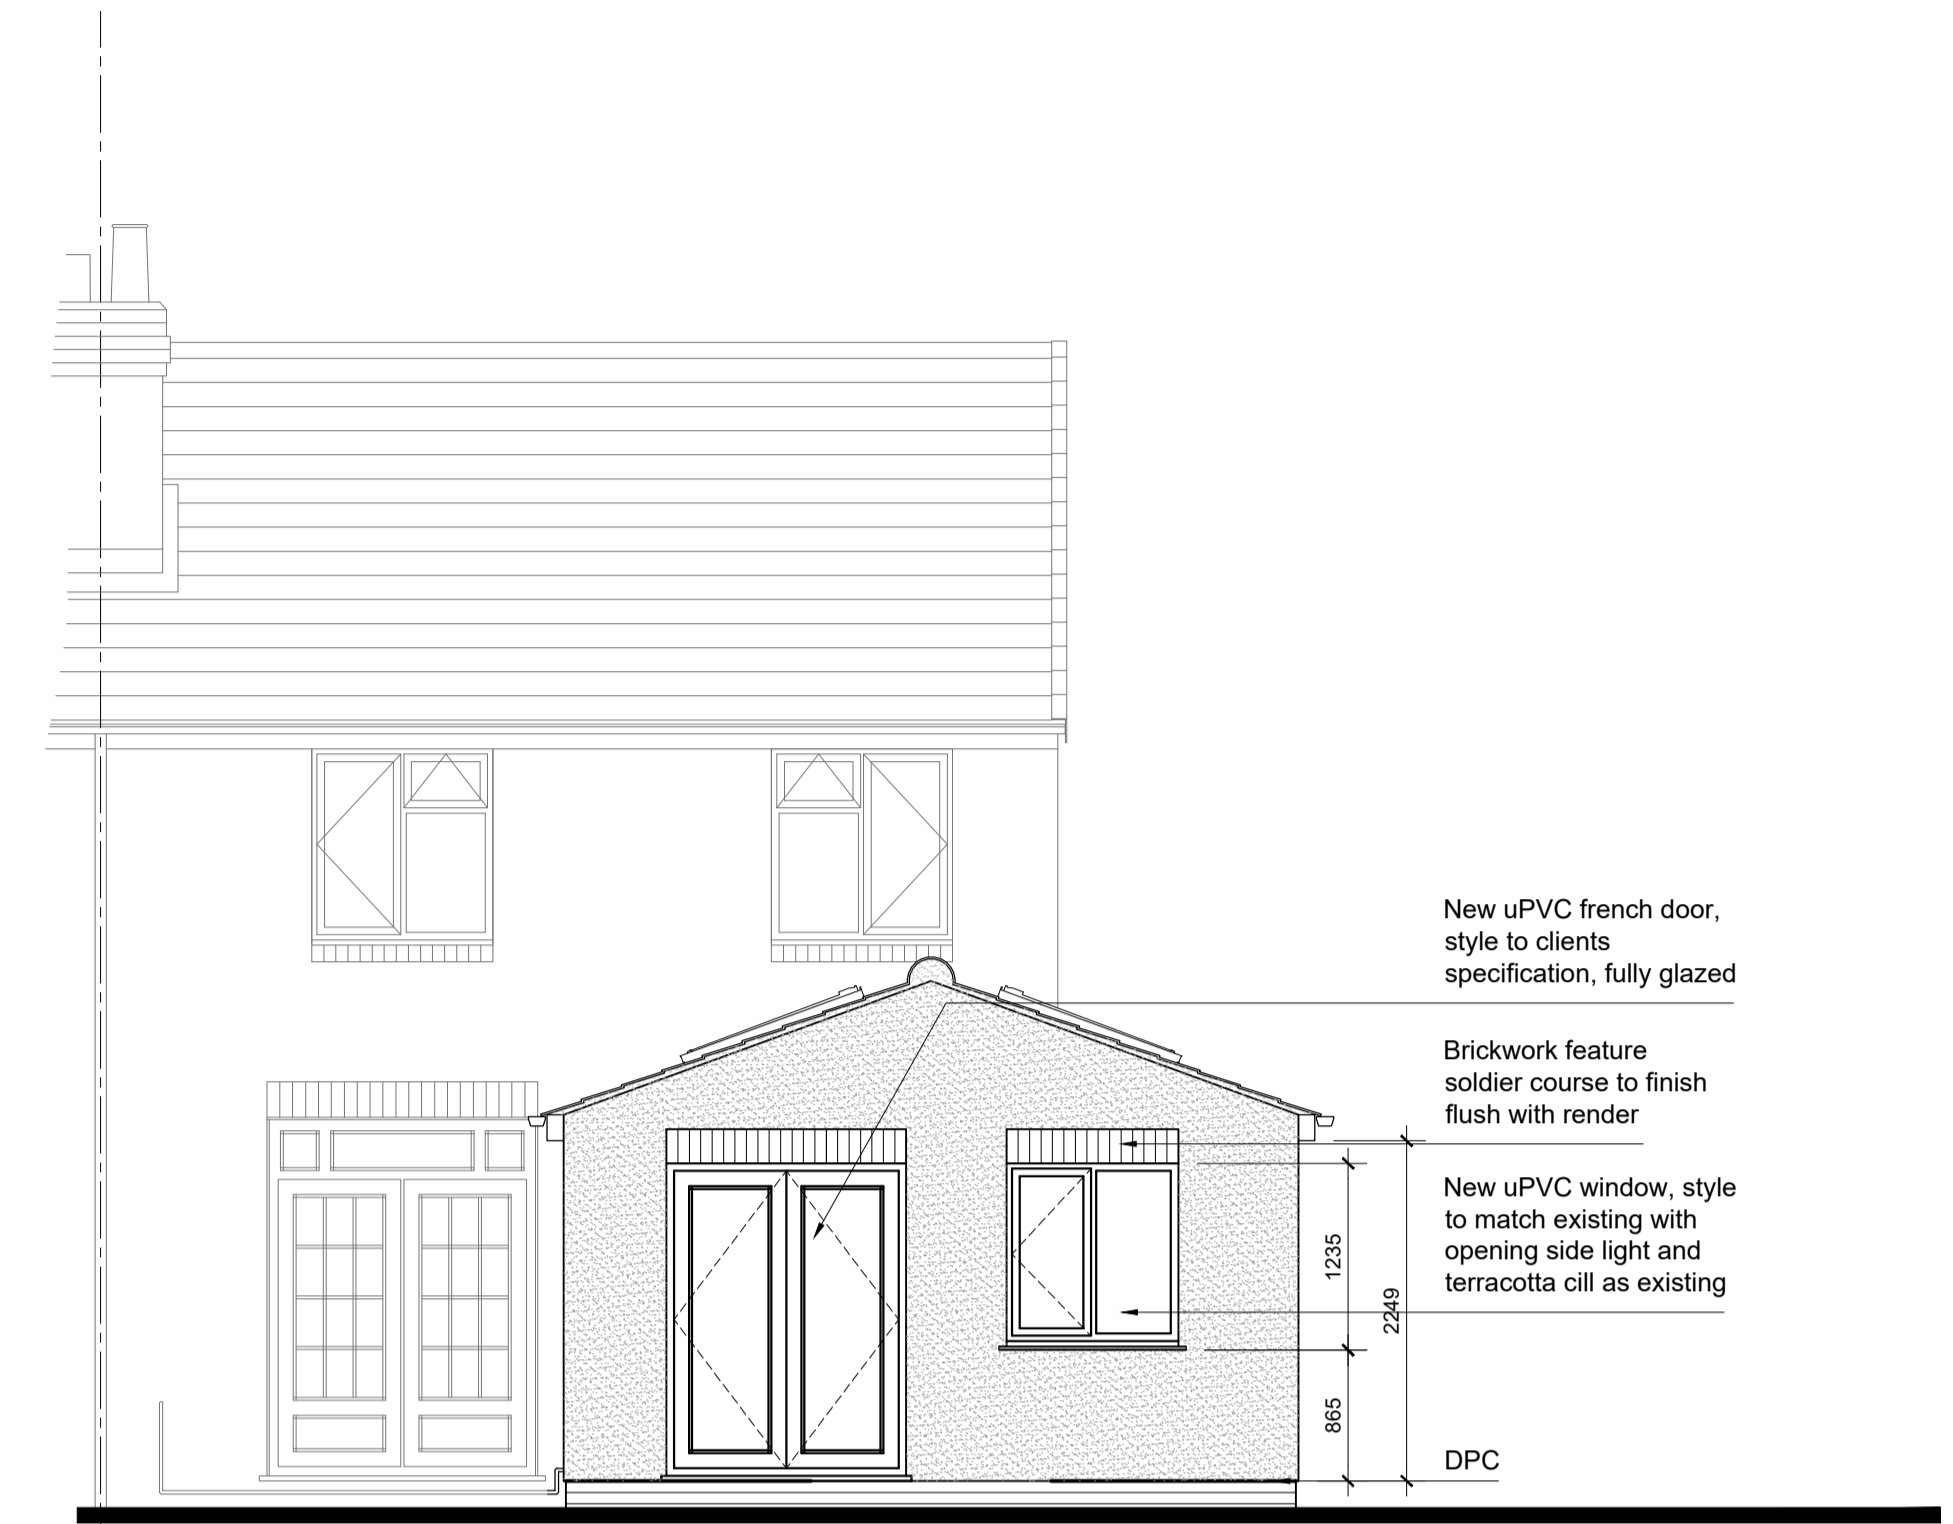 New uPVC french door,
style to clients
specification, fully glazed
Brickwork feature
soldier course to finish
flush with render
New uPVC window, style
to match existing with
opening side light and
terracotta cill as existing
1235
2249
865
DPC